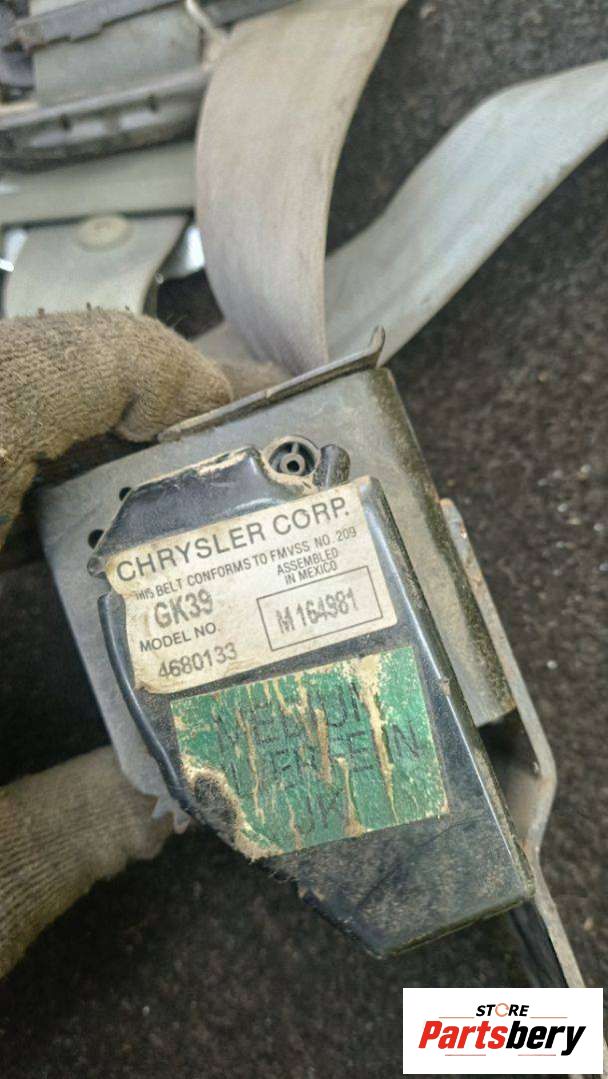 CHRYSLER CORP.
THIS BELT CONFORMS TO FMVSS NO. 209
GK39
ASSEMBLED
IN MEXICO
MODEL NO.
4680133
M164981
MEDIUM
STORE
Partsbery